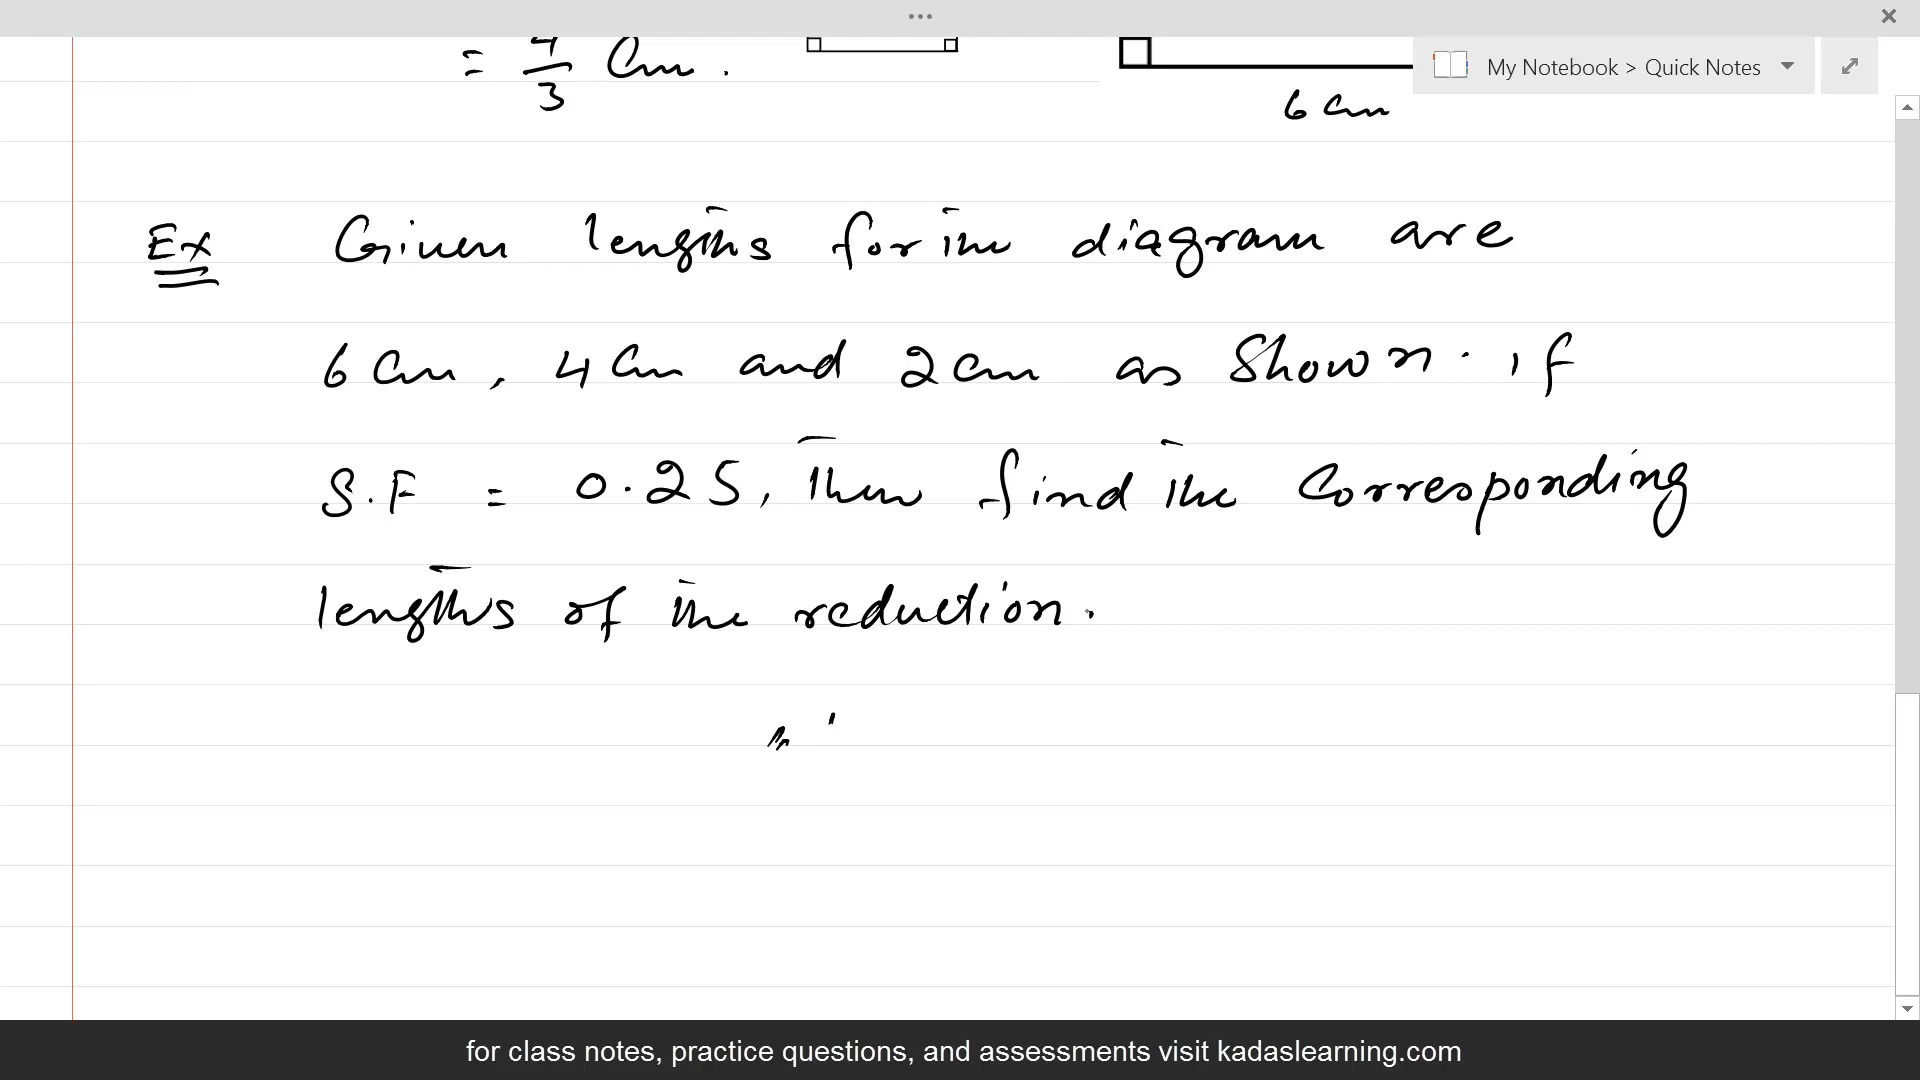 = 4/3 Cm.
My Notebook > Quick Notes
6 cm
Ex Given lengths for the diagram are
6 Cm, 4 Cm and 2 cm as Shown. if
S.F = 0.25, Then find the Corresponding
lengths of the reduction.
for class notes, practice questions, and assessments visit kadaslearning.com